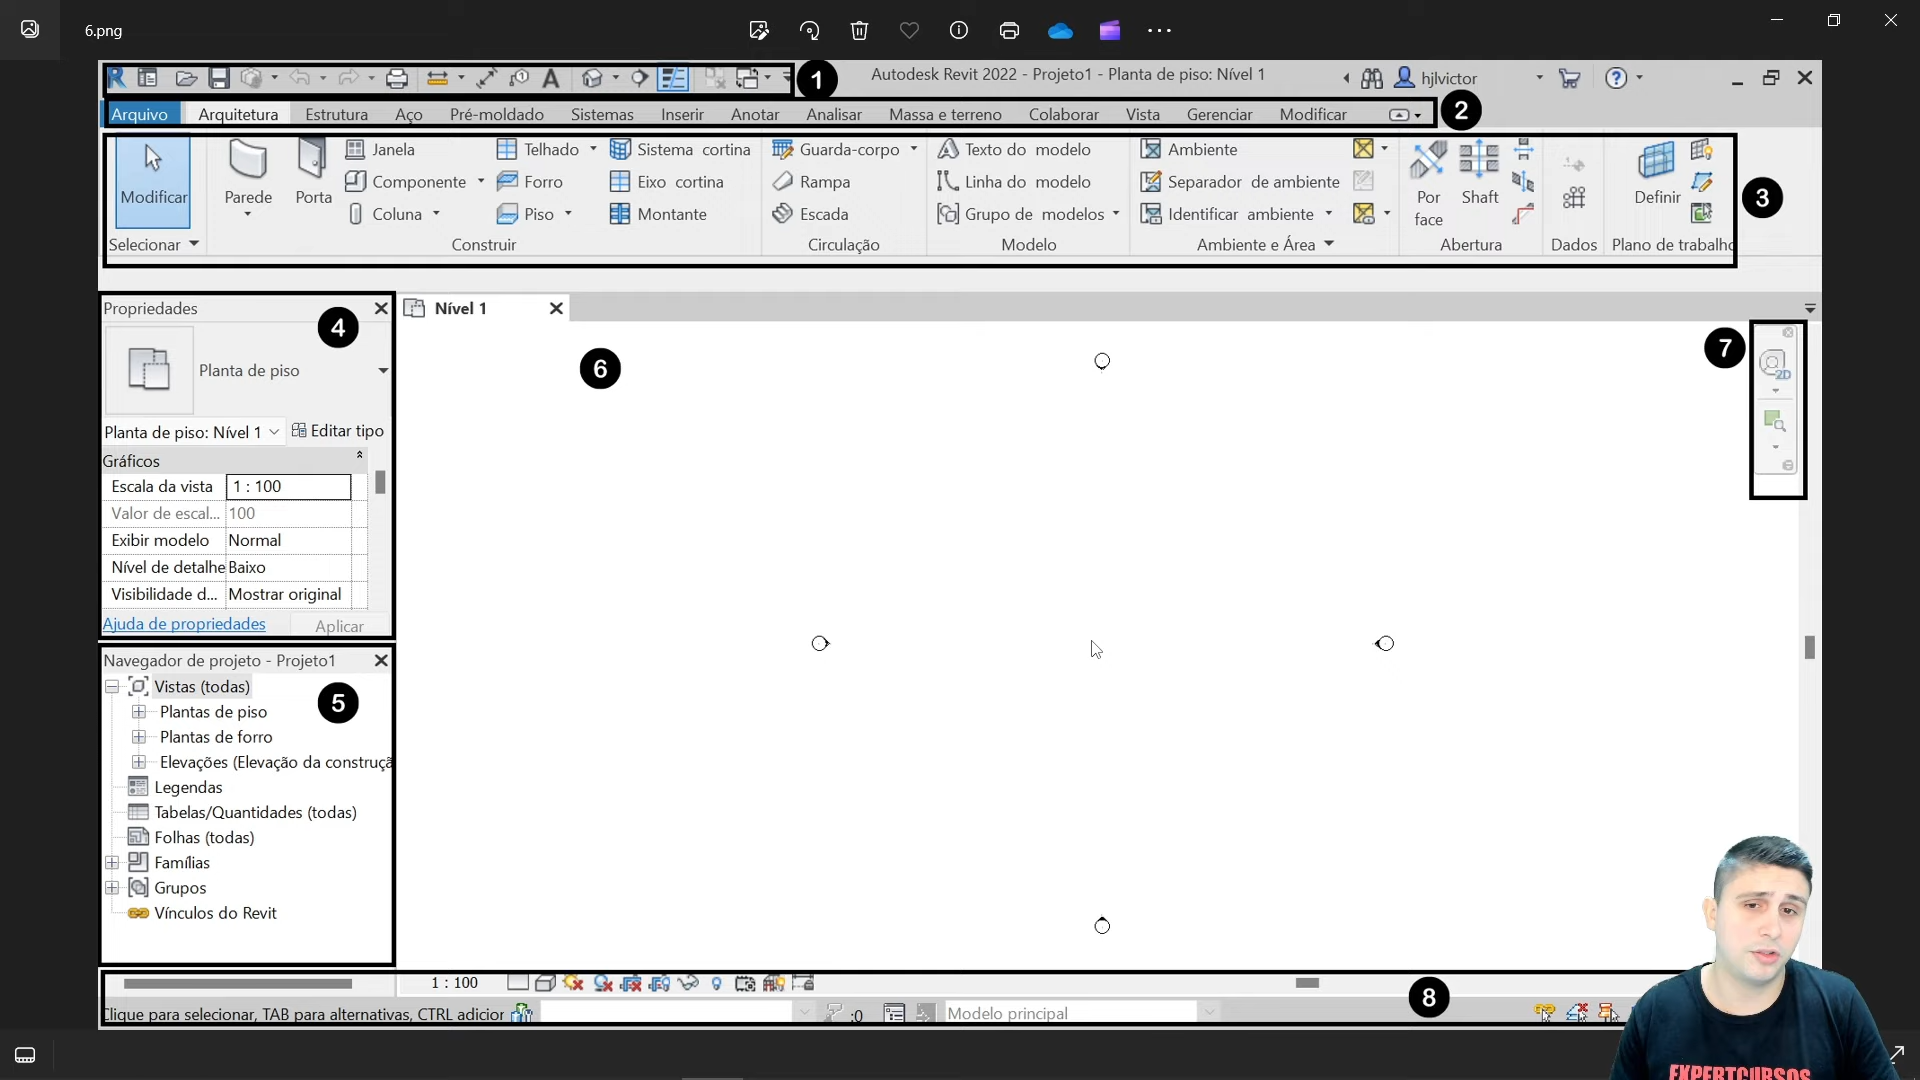 6.png
1
Autodesk Revit 2022 - Projeto1 - Planta de piso: Nível 1
hjlvictor
Arquivo Arquitetura Estrutura Aço Pré-moldado Sistemas Inserir Anotar Analisar Massa e terreno Colaborar Vista Gerenciar Modificar
2
Janela Telhado Sistema cortina Guarda-corpo Texto do modelo Ambiente
Modificar Parede Porta Componente Forro Eixo cortina Rampa Linha do modelo Separador de ambiente Por face Shaft Definir
3
Coluna Piso Montante Escada Grupo de modelos Identificar ambiente
Selecionar Construir Circulação Modelo Ambiente e Área Abertura Dados Plano de trabalho
Propriedades
4
Planta de piso
Planta de piso: Nível 1 Editar tipo
Gráficos
Escala da vista 1 : 100
Valor de escal... 100
Exibir modelo Normal
Nível de detalhe Baixo
Visibilidade d... Mostrar original
Ajuda de propriedades Aplicar
Nível 1
6
7
2D
Navegador de projeto - Projeto1
5
Vistas (todas)
Plantas de piso
Plantas de forro
Elevações (Elevação da construçã
Legendas
Tabelas/Quantidades (todas)
Folhas (todas)
Famílias
Grupos
Vínculos do Revit
1 : 100
8
Clique para selecionar, TAB para alternativas, CTRL adicior
:0
Modelo principal
EXPERTCURSOS